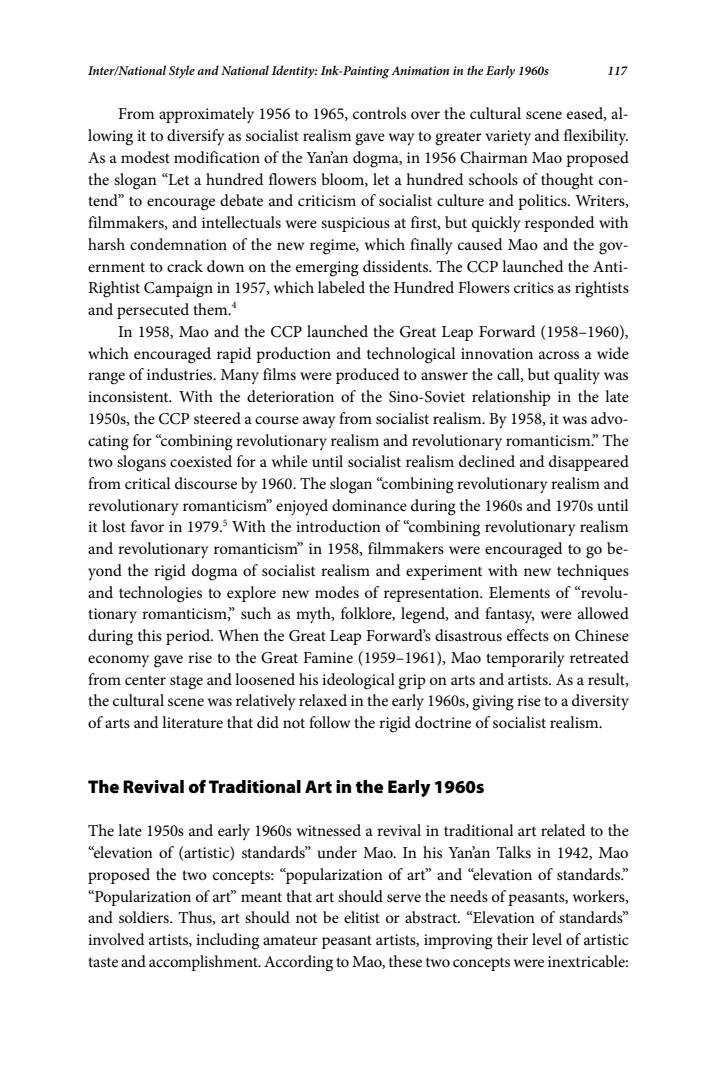 Inter/National Style and National Identity: Ink-Painting Animation in the Early 1960s 117
From approximately 1956 to 1965, controls over the cultural scene eased, al-
lowing it to diversify as socialist realism gave way to greater variety and flexibility.
As a modest modification of the Yan’an dogma, in 1956 Chairman Mao proposed
the slogan “Let a hundred flowers bloom, let a hundred schools of thought con-
tend” to encourage debate and criticism of socialist culture and politics. Writers,
filmmakers, and intellectuals were suspicious at first, but quickly responded with
harsh condemnation of the new regime, which finally caused Mao and the gov-
ernment to crack down on the emerging dissidents. The CCP launched the Anti-
Rightist Campaign in 1957, which labeled the Hundred Flowers critics as rightists
and persecuted them.⁴
In 1958, Mao and the CCP launched the Great Leap Forward (1958–1960),
which encouraged rapid production and technological innovation across a wide
range of industries. Many films were produced to answer the call, but quality was
inconsistent. With the deterioration of the Sino-Soviet relationship in the late
1950s, the CCP steered a course away from socialist realism. By 1958, it was advo-
cating for “combining revolutionary realism and revolutionary romanticism.” The
two slogans coexisted for a while until socialist realism declined and disappeared
from critical discourse by 1960. The slogan “combining revolutionary realism and
revolutionary romanticism” enjoyed dominance during the 1960s and 1970s until
it lost favor in 1979.⁵ With the introduction of “combining revolutionary realism
and revolutionary romanticism” in 1958, filmmakers were encouraged to go be-
yond the rigid dogma of socialist realism and experiment with new techniques
and technologies to explore new modes of representation. Elements of “revolu-
tionary romanticism,” such as myth, folklore, legend, and fantasy, were allowed
during this period. When the Great Leap Forward’s disastrous effects on Chinese
economy gave rise to the Great Famine (1959–1961), Mao temporarily retreated
from center stage and loosened his ideological grip on arts and artists. As a result,
the cultural scene was relatively relaxed in the early 1960s, giving rise to a diversity
of arts and literature that did not follow the rigid doctrine of socialist realism.
The Revival of Traditional Art in the Early 1960s
The late 1950s and early 1960s witnessed a revival in traditional art related to the
“elevation of (artistic) standards” under Mao. In his Yan’an Talks in 1942, Mao
proposed the two concepts: “popularization of art” and “elevation of standards.”
“Popularization of art” meant that art should serve the needs of peasants, workers,
and soldiers. Thus, art should not be elitist or abstract. “Elevation of standards”
involved artists, including amateur peasant artists, improving their level of artistic
taste and accomplishment. According to Mao, these two concepts were inextricable: